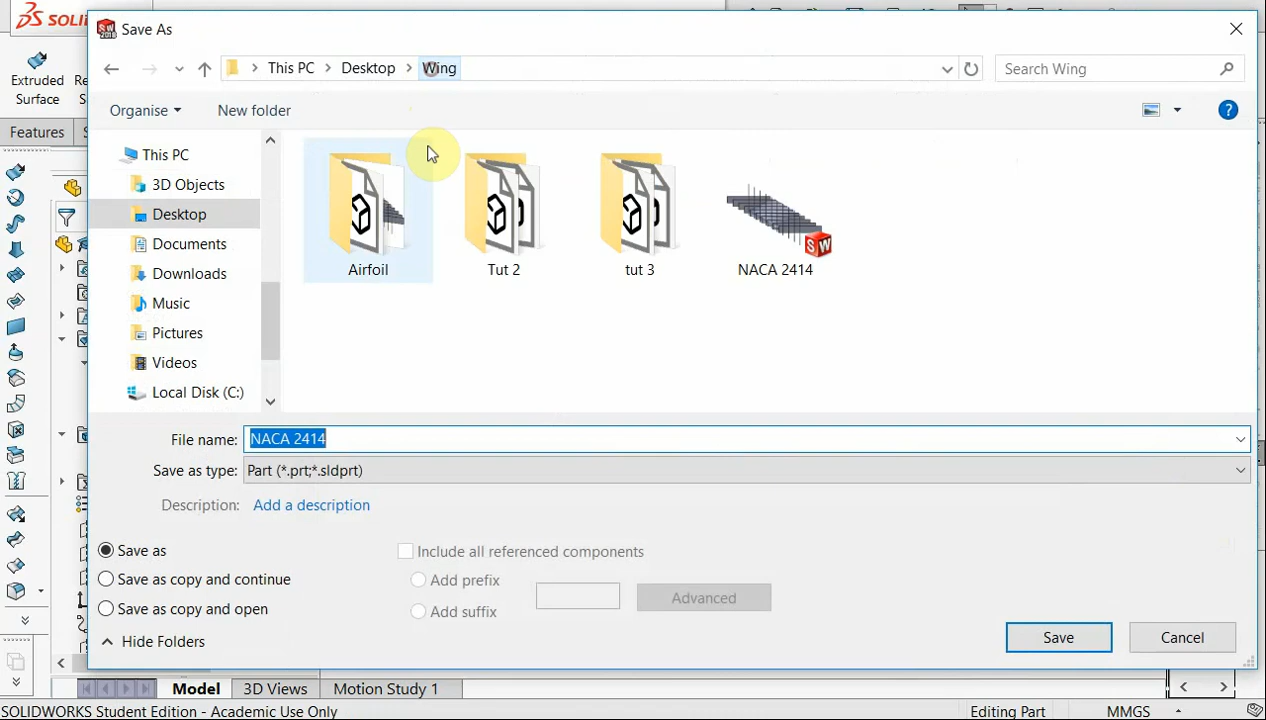 SW
2018
Save As
This PC > Desktop > Wing
Search Wing
Organise
New folder
Extruded
Surface
Features
This PC
3D Objects
Desktop
Documents
Downloads
Music
Pictures
Videos
Local Disk (C:)
Airfoil
Tut 2
tut 3
SW
NACA 2414
File name:
NACA 2414
Save as type:
Part (*.prt;*.sldprt)
Description:
Add a description
Save as
Save as copy and continue
Save as copy and open
Include all referenced components
Add prefix
Add suffix
Advanced
Hide Folders
Save
Cancel
Model
3D Views
Motion Study 1
SOLIDWORKS Student Edition - Academic Use Only
Editing Part
MMGS